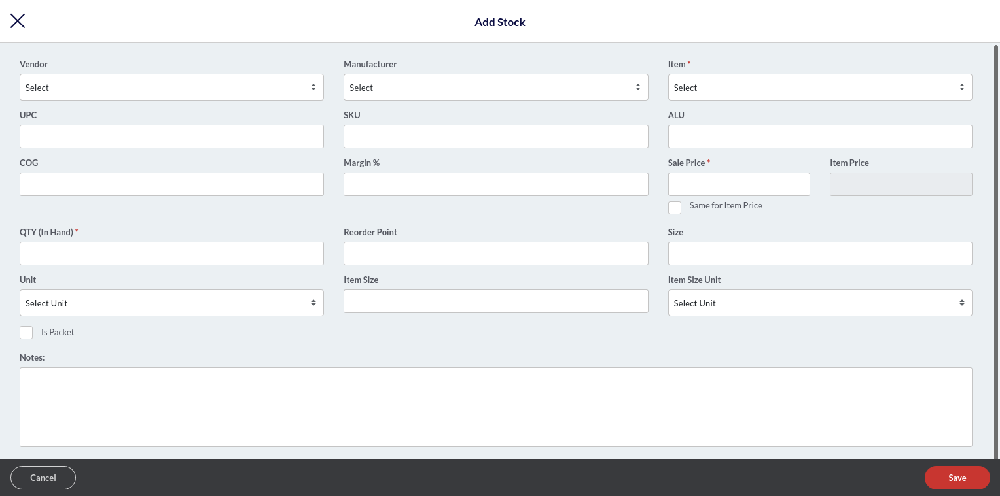 Add Stock
Vendor Manufacturer Item *
Select Select Select
UPC SKU ALU
COG Margin % Sale Price * Item Price
Same for Item Price
QTY (In Hand) * Reorder Point Size
Unit Item Size Item Size Unit
Select Unit Select Unit
Is Packet
Notes:
Cancel Save